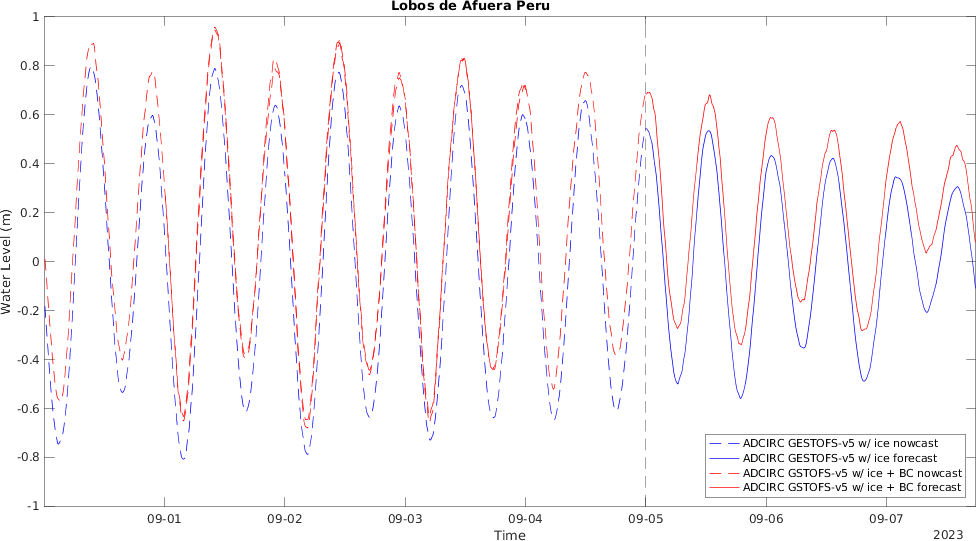 Lobos de Afuera Peru
1
0.8
0.6
0.4
0.2
0
-0.2
-0.4
-0.6
-0.8
-1
Water Level (m)
ADCIRC GESTOFS-v5 w/ ice nowcast
ADCIRC GESTOFS-v5 w/ ice forecast
ADCIRC GSTOFS-v5 w/ ice + BC nowcast
ADCIRC GSTOFS-v5 w/ ice + BC forecast
09-01 09-02 09-03 09-04 09-05 09-06 09-07
Time
2023